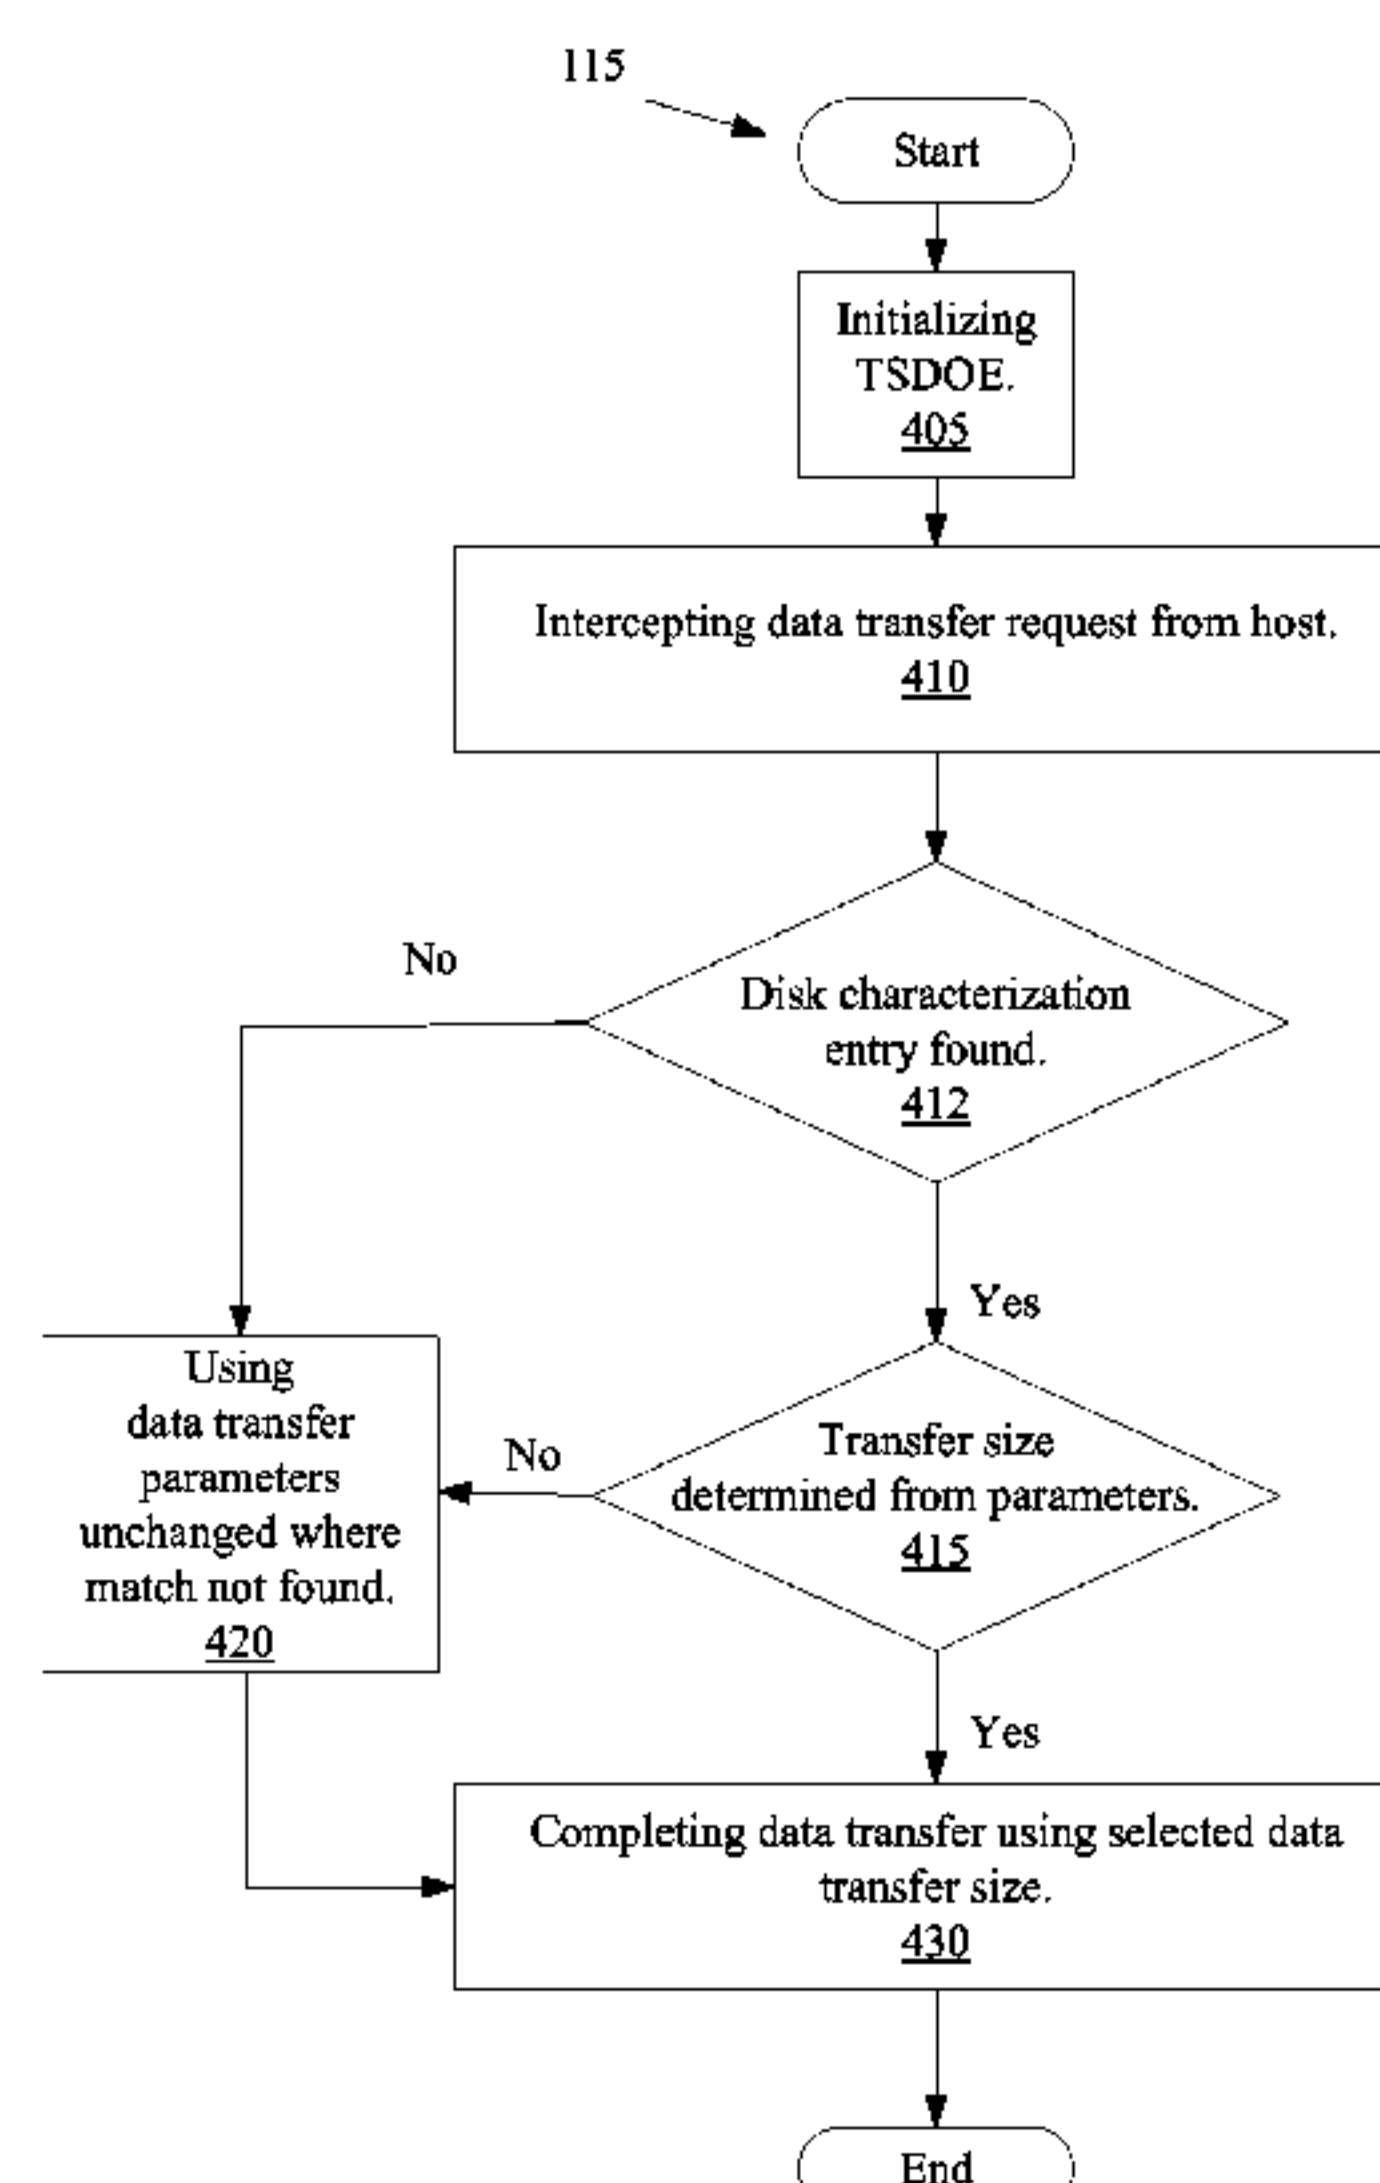 115
Start
Initializing
TSDOE.
405
Intercepting data transfer request from host.
410
No
Disk characterization
entry found.
412
Yes
Using
data transfer
parameters
unchanged where
match not found.
420
No
Transfer size
determined from parameters.
415
Yes
Completing data transfer using selected data
transfer size.
430
End